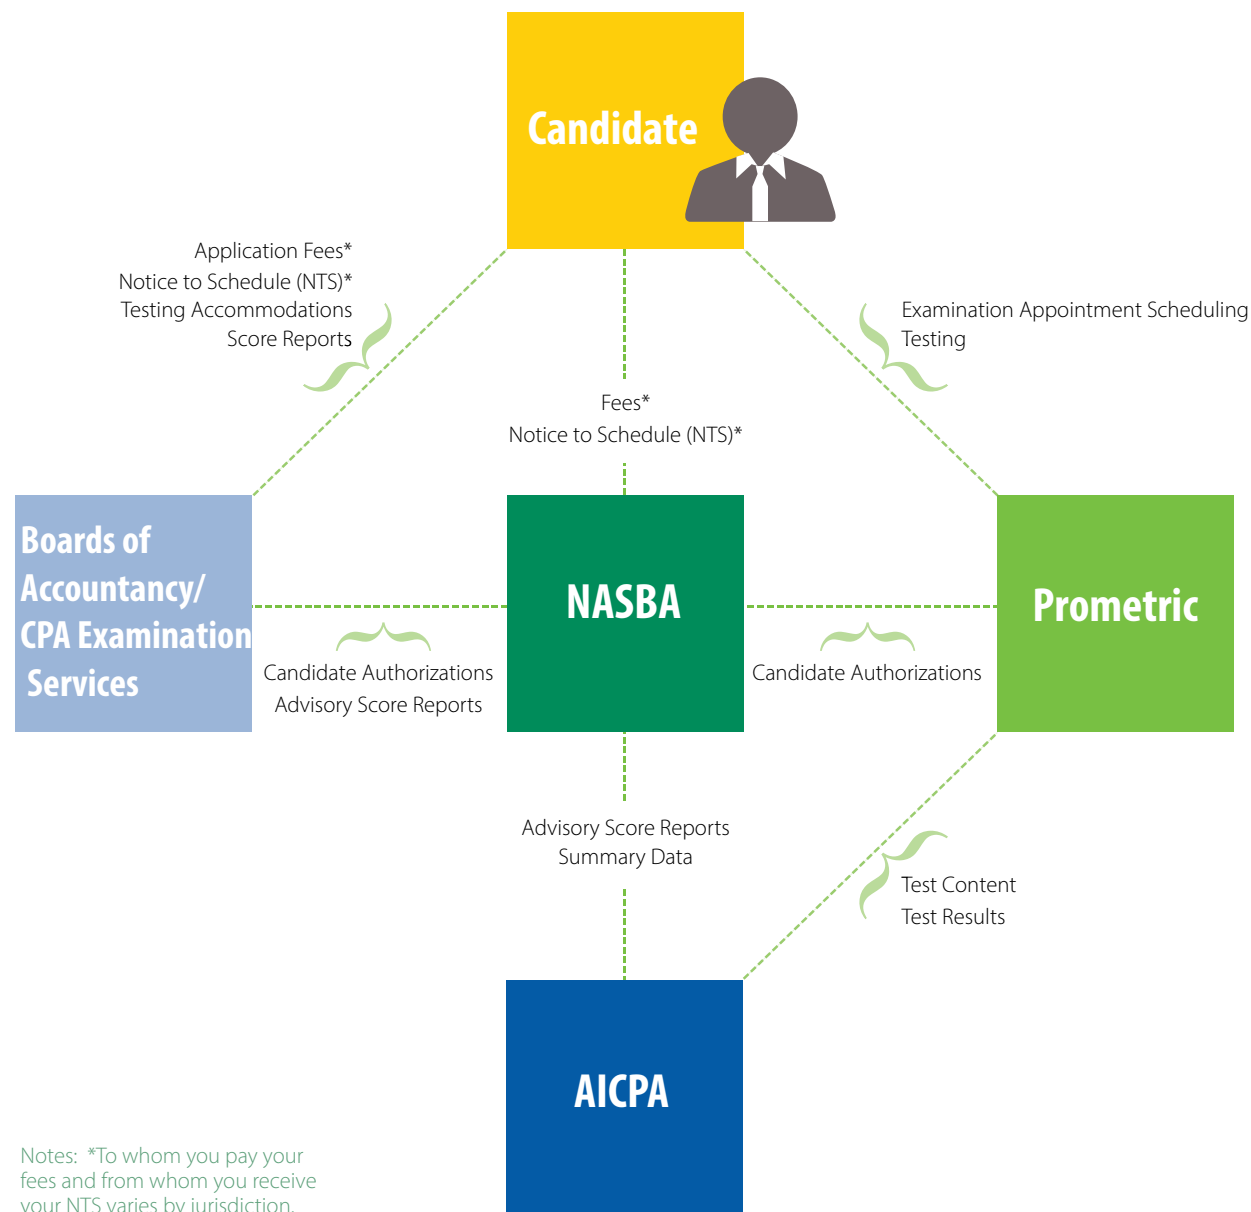 Candidate
Application Fees*
Notice to Schedule (NTS)*
Testing Accommodations
Score Reports
Examination Appointment Scheduling
Testing
Fees*
Notice to Schedule (NTS)*
Boards of
Accountancy/
CPA Examination
Services
NASBA
Prometric
Candidate Authorizations
Advisory Score Reports
Candidate Authorizations
Advisory Score Reports
Summary Data
Test Content
Test Results
AICPA
Notes: *To whom you pay your
fees and from whom you receive
your NTS varies by jurisdiction.